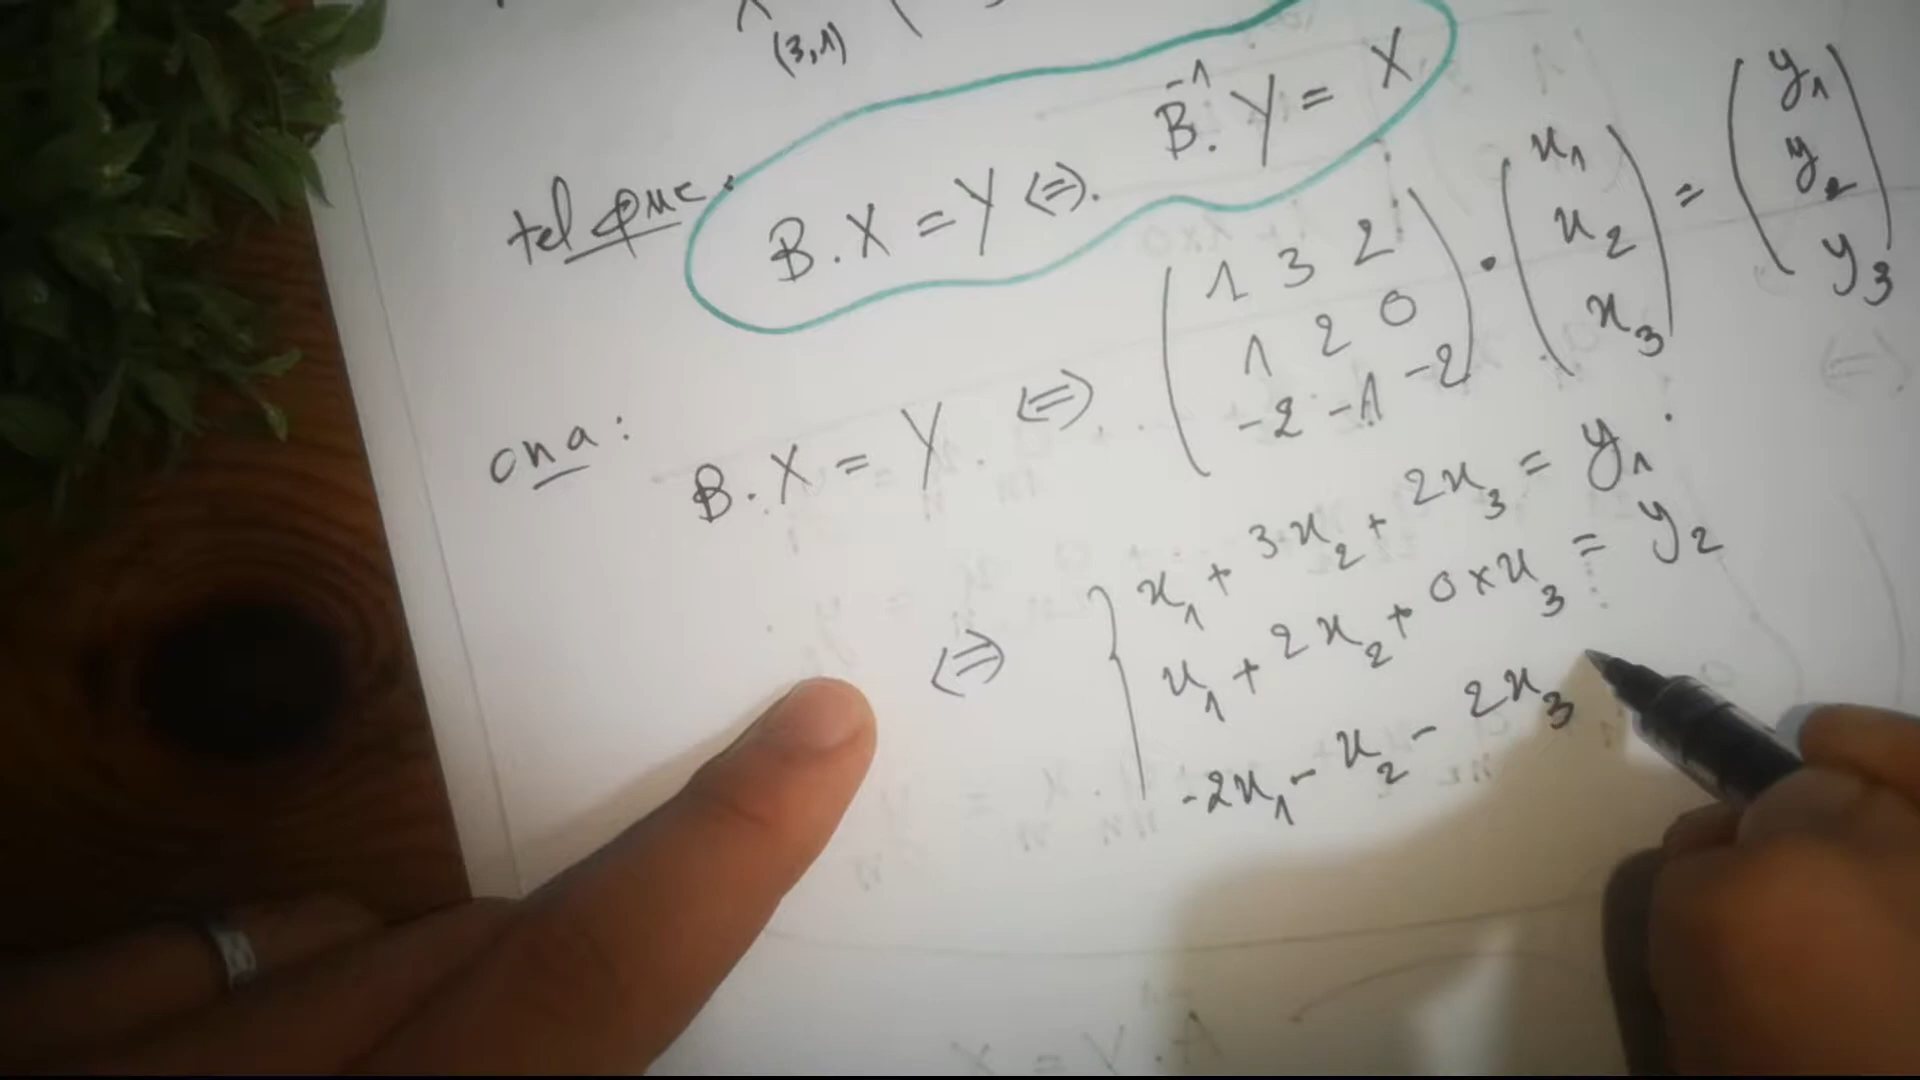 (3,1)
tel que. B.X = Y <=>. B⁻¹.Y = X
ona: B.X = Y. <=> (1 3 2 / 1 2 0 / -2 -1 -2) . (x₁ / x₂ / x₃) = (y₁ / y₂ / y₃)
<=> { x₁ + 3x₂ + 2x₃ = y₁.
x₁ + 2x₂ + 0×x₃ = y₂
-2x₁ - x₂ - 2x₃